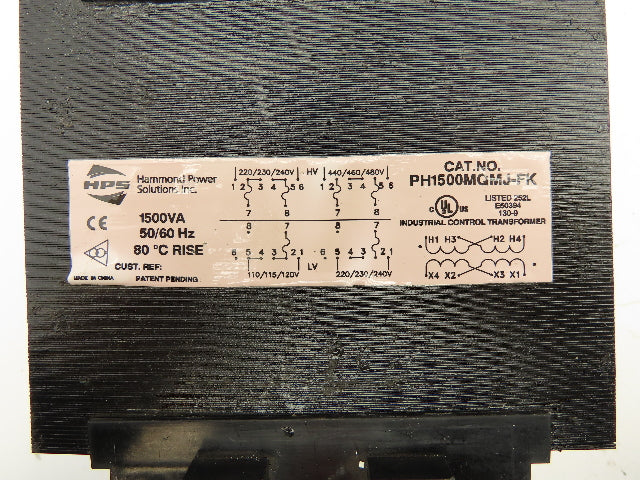 HPS
Hammond Power
Solutions Inc.
1500VA
50/60 Hz
80 °C RISE
CUST. REF:
MADE IN CHINA
PATENT PENDING
220/230/240V HV 440/460/480V
1 2 3 4 5 6 1 2 3 4 5 6
7 8 7 8
8 7 8 7
6 5 4 3 2 1 6 5 4 3 2 1
110/115/120V LV 220/230/240V
CAT.NO.
PH1500MQMJ-FK
c UL US
LISTED 252L
E50394
130-9
INDUSTRIAL CONTROL TRANSFORMER
H1 H3 H2 H4
X4 X2 X3 X1